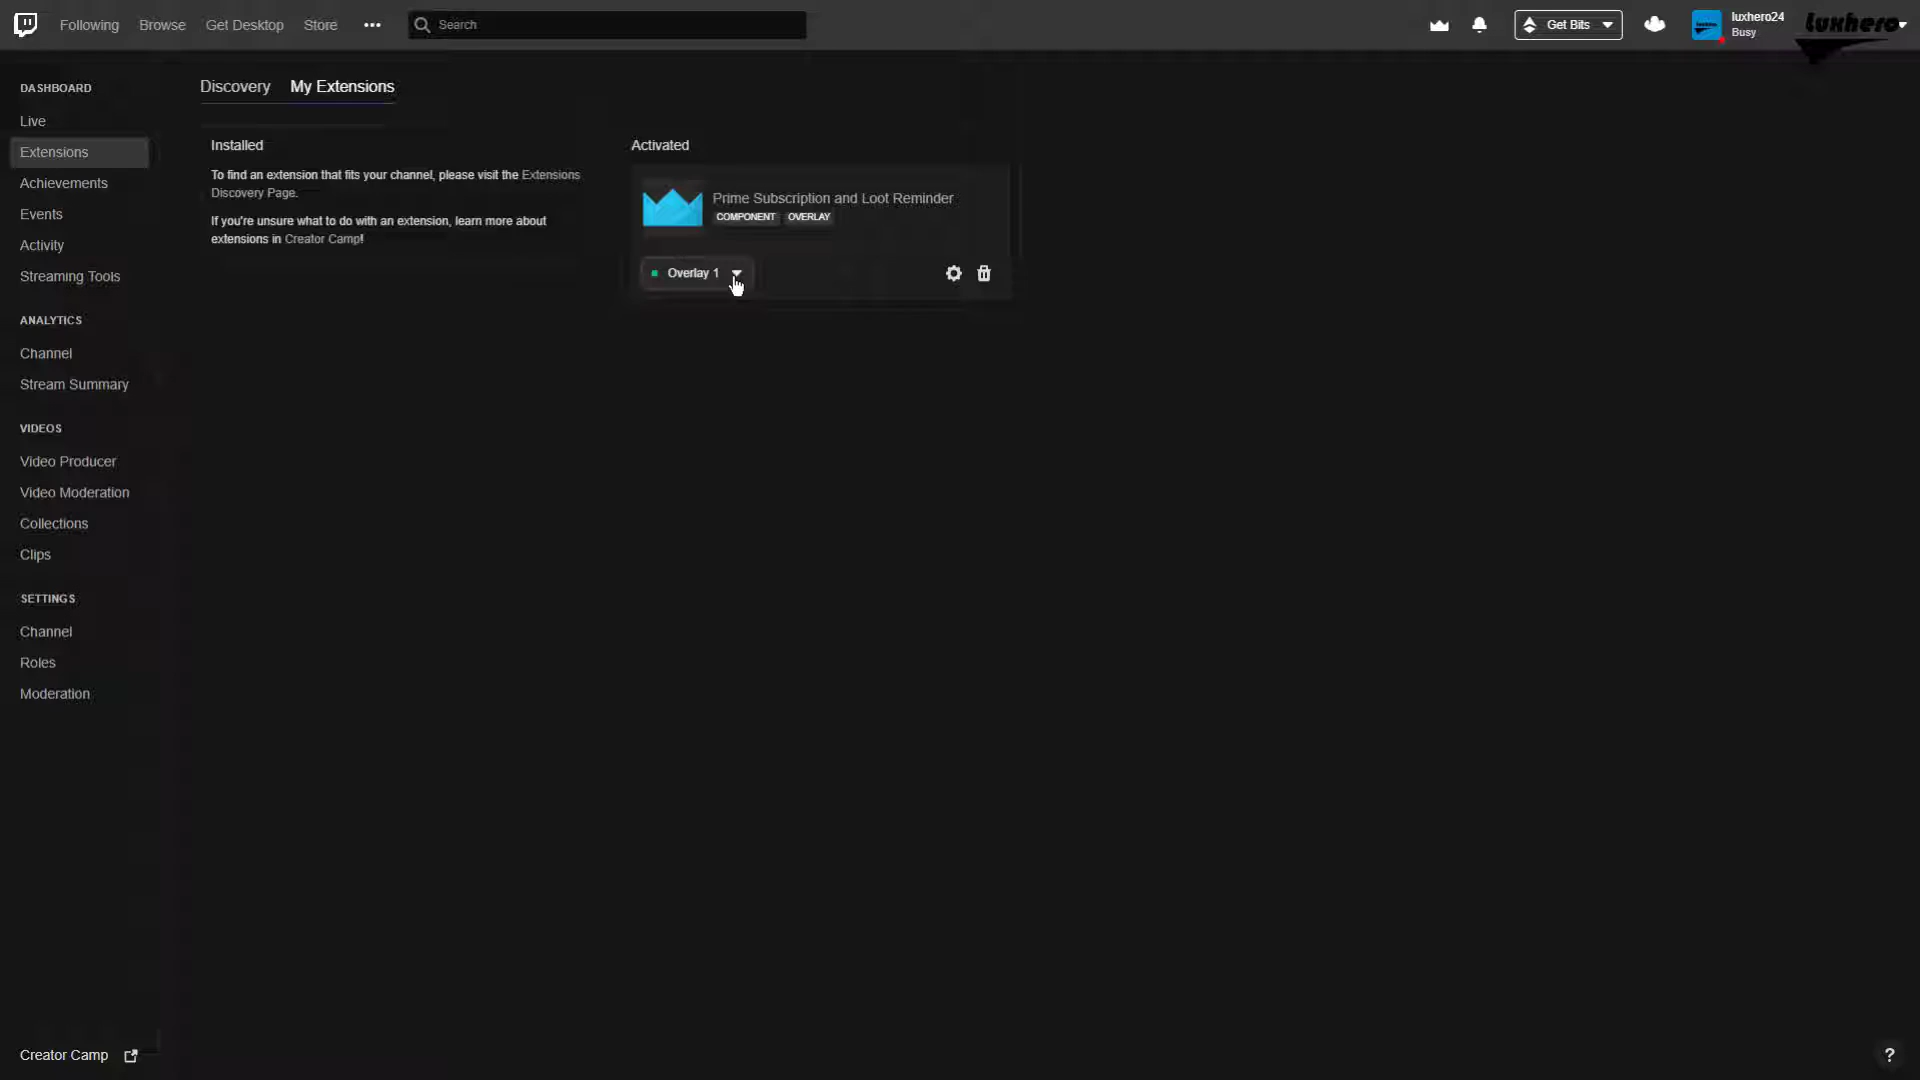 Following Browse Get Desktop Store ••• Search Get Bits luxhero24 luxhero
Busy
DASHBOARD
Live
Extensions
Achievements
Events
Activity
Streaming Tools
ANALYTICS
Channel
Stream Summary
VIDEOS
Video Producer
Video Moderation
Collections
Clips
SETTINGS
Channel
Roles
Moderation
Creator Camp
Discovery My Extensions
Installed
To find an extension that fits your channel, please visit the Extensions
Discovery Page.
If you're unsure what to do with an extension, learn more about
extensions in Creator Camp!
Activated
Prime Subscription and Loot Reminder
COMPONENT OVERLAY
Overlay 1
?